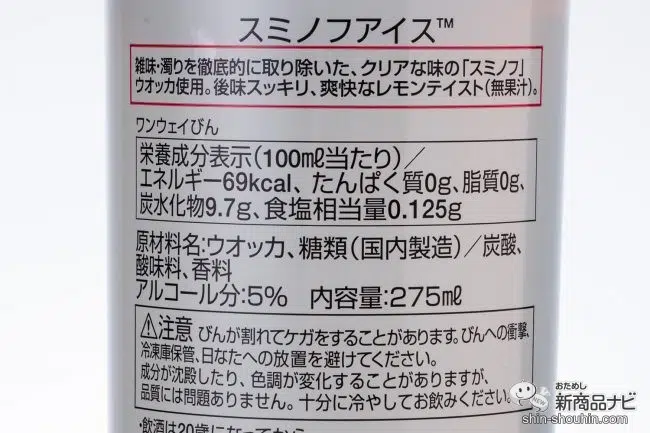 スミノフアイス™
雑味・濁りを徹底的に取り除いた、クリアな味の「スミノフ」
ウオッカ使用。後味スッキリ、爽快なレモンテイスト(無果汁)。
ワンウェイびん
栄養成分表示(100mℓ当たり)/
エネルギー69kcal、たんぱく質0g、脂質0g、
炭水化物9.7g、食塩相当量0.125g
原材料名:ウオッカ、糖類(国内製造)/炭酸、
酸味料、香料
アルコール分:5% 内容量:275mℓ
⚠注意 びんが割れてケガをすることがあります。びんへの衝撃、
冷凍庫保管、日なたへの放置を避けてください。
成分が沈殿したり、色調が変化することがありますが、
品質には問題ありません。十分に冷やしてお飲みください。
・飲酒は20歳になってから
おためし
新商品ナビ
shin-shouhin.com